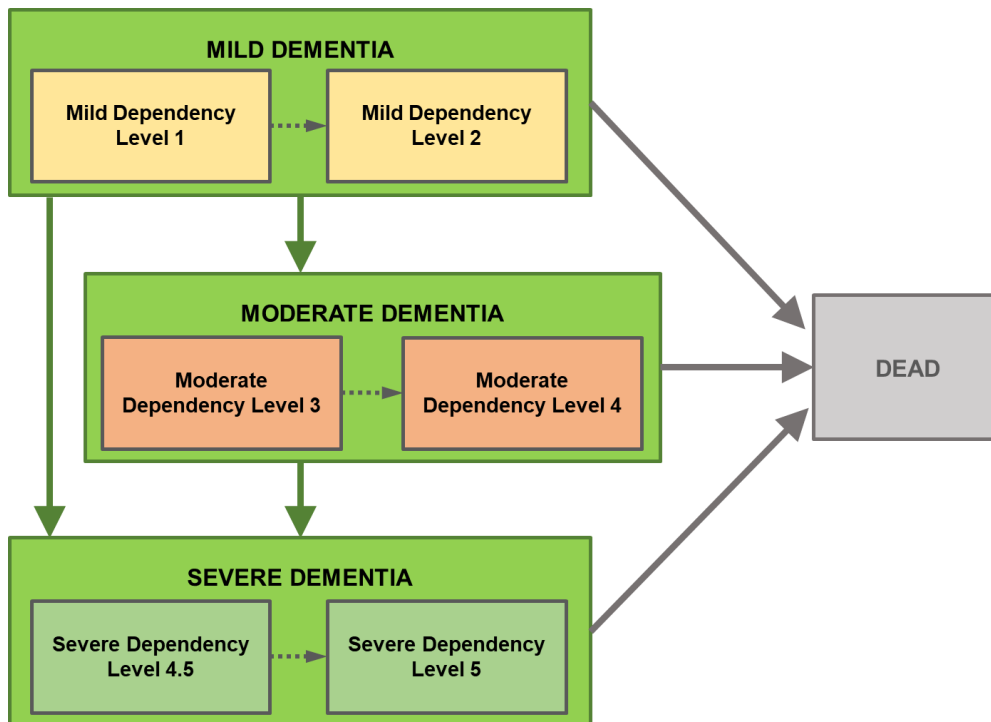 MILD DEMENTIA
Mild Dependency
Level 1
Mild Dependency
Level 2
MODERATE DEMENTIA
Moderate
Dependency Level 3
Moderate
Dependency Level 4
DEAD
SEVERE DEMENTIA
Severe Dependency
Level 4.5
Severe Dependency
Level 5